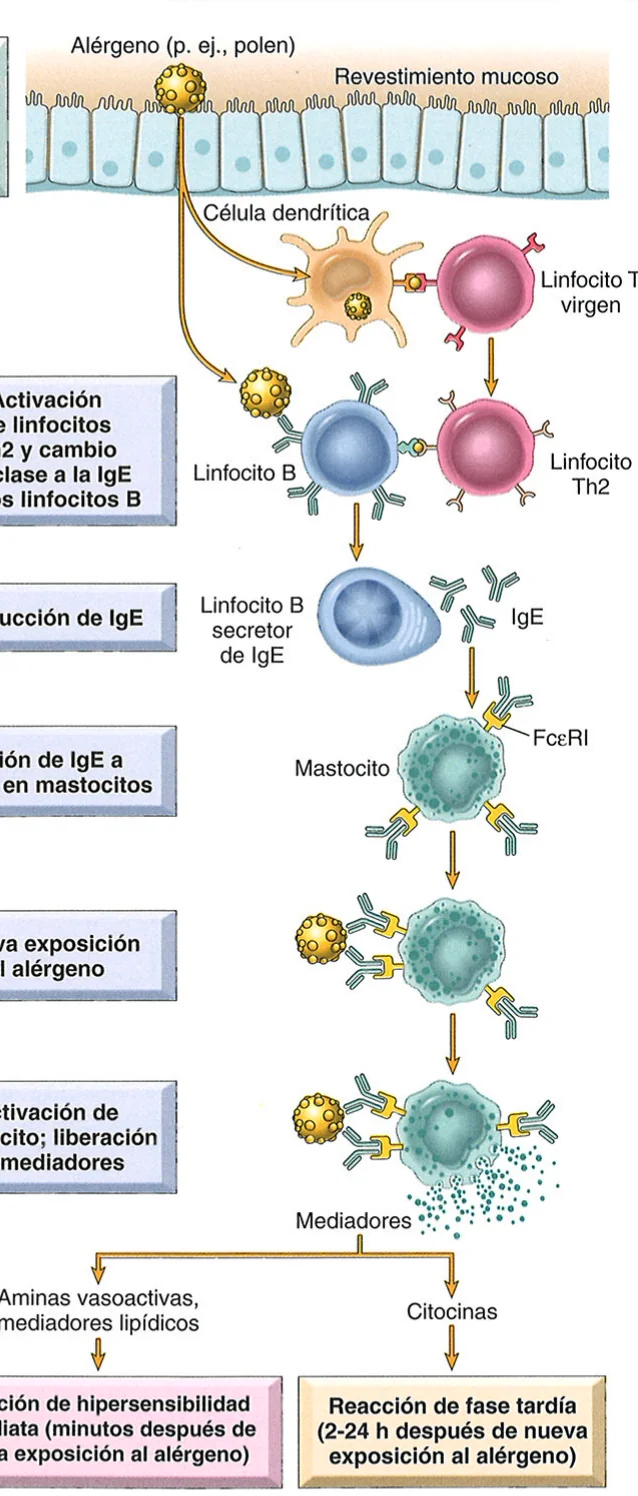 Alérgeno (p. ej., polen)
Revestimiento mucoso
Célula dendrítica
Linfocito T
virgen
Activación
e linfocitos
2 y cambio
clase a la IgE
os linfocitos B
Linfocito B
Linfocito
Th2
ucción de IgE
Linfocito B
secretor
de IgE
IgE
FcεRI
ión de IgE a
en mastocitos
Mastocito
va exposición
l alérgeno
ctivación de
cito; liberación
mediadores
Mediadores
Aminas vasoactivas,
mediadores lipídicos
Citocinas
ción de hipersensibilidad
diata (minutos después de
a exposición al alérgeno)
Reacción de fase tardía
(2-24 h después de nueva
exposición al alérgeno)